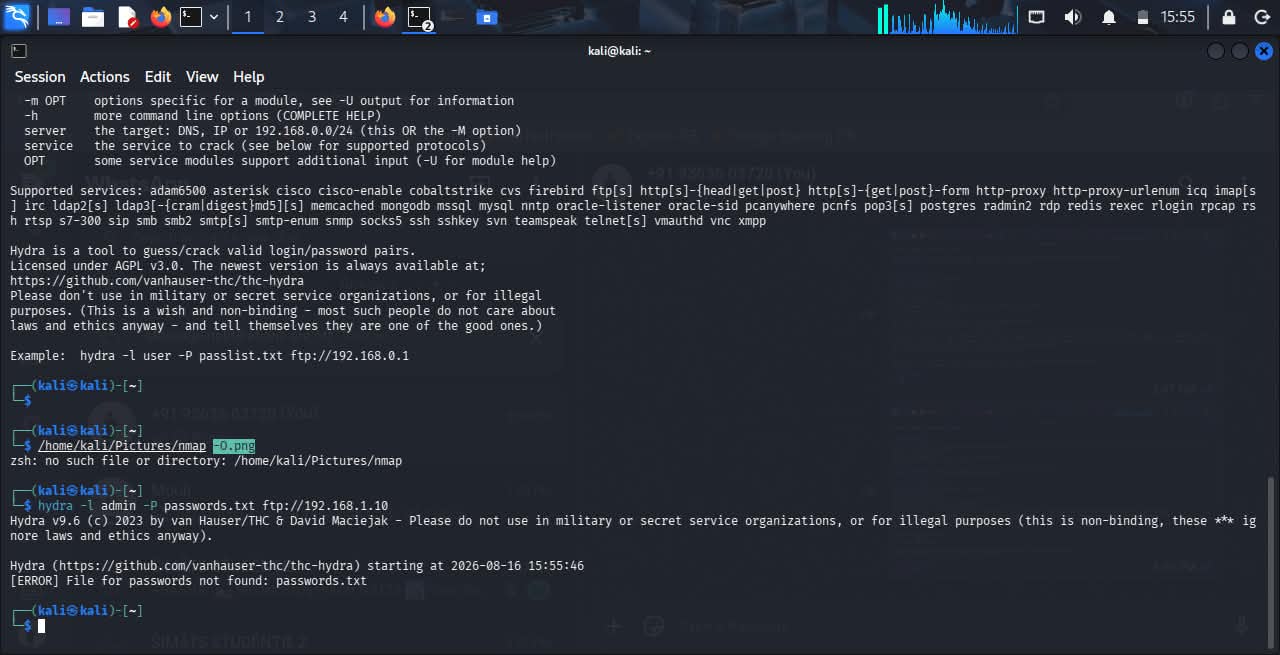 1 2 3 4 2 15:55
kali@kali: ~
Session Actions Edit View Help
-m OPT options specific for a module, see -U output for information
-h more command line options (COMPLETE HELP)
server the target: DNS, IP or 192.168.0.0/24 (this OR the -M option)
service the service to crack (see below for supported protocols)
OPT some service modules support additional input (-U for module help)
Supported services: adam6500 asterisk cisco cisco-enable cobaltstrike cvs firebird ftp[s] http[s]-{head|get|post} http[s]-{get|post}-form http-proxy http-proxy-urlenum icq imap[s
] irc ldap2[s] ldap3[-{cram|digest}md5][s] memcached mongodb mssql mysql nntp oracle-listener oracle-sid pcanywhere pcnfs pop3[s] postgres radmin2 rdp redis rexec rlogin rpcap rs
h rtsp s7-300 sip smb smb2 smtp[s] smtp-enum snmp socks5 ssh sshkey svn teamspeak telnet[s] vmauthd vnc xmpp
Hydra is a tool to guess/crack valid login/password pairs.
Licensed under AGPL v3.0. The newest version is always available at;
https://github.com/vanhauser-thc/thc-hydra
Please don't use in military or secret service organizations, or for illegal
purposes. (This is a wish and non-binding - most such people do not care about
laws and ethics anyway - and tell themselves they are one of the good ones.)
Example: hydra -l user -P passlist.txt ftp://192.168.0.1
┌──(kali㉿kali)-[~]
└─$
┌──(kali㉿kali)-[~]
└─$ /home/kali/Pictures/nmap -O.png
zsh: no such file or directory: /home/kali/Pictures/nmap
┌──(kali㉿kali)-[~]
└─$ hydra -l admin -P passwords.txt ftp://192.168.1.10
Hydra v9.6 (c) 2023 by van Hauser/THC & David Maciejak - Please do not use in military or secret service organizations, or for illegal purposes (this is non-binding, these *** ig
nore laws and ethics anyway).
Hydra (https://github.com/vanhauser-thc/thc-hydra) starting at 2026-08-16 15:55:46
[ERROR] File for passwords not found: passwords.txt
┌──(kali㉿kali)-[~]
└─$